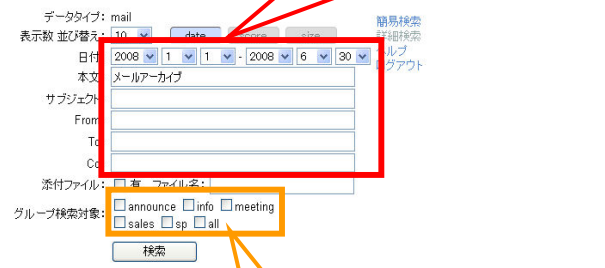 データタイプ: mail
簡易検索
表示数 並び替え: 10 date score size
詳細検索
ヘルプ
日付 2008 1 1 - 2008 6 30
ログアウト
本文 メールアーカイブ
サブジェクト
From
To
Cc
添付ファイル: 有 ファイル名:
グループ検索対象: announce info meeting
sales sp all
検索